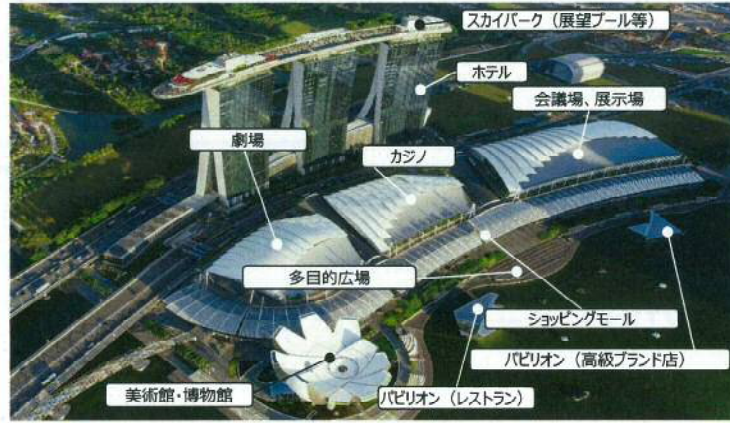 スカイパーク（展望プール等）
ホテル
会議場、展示場
劇場
カジノ
多目的広場
ショッピングモール
パビリオン（高級ブランド店）
美術館・博物館
パビリオン（レストラン）